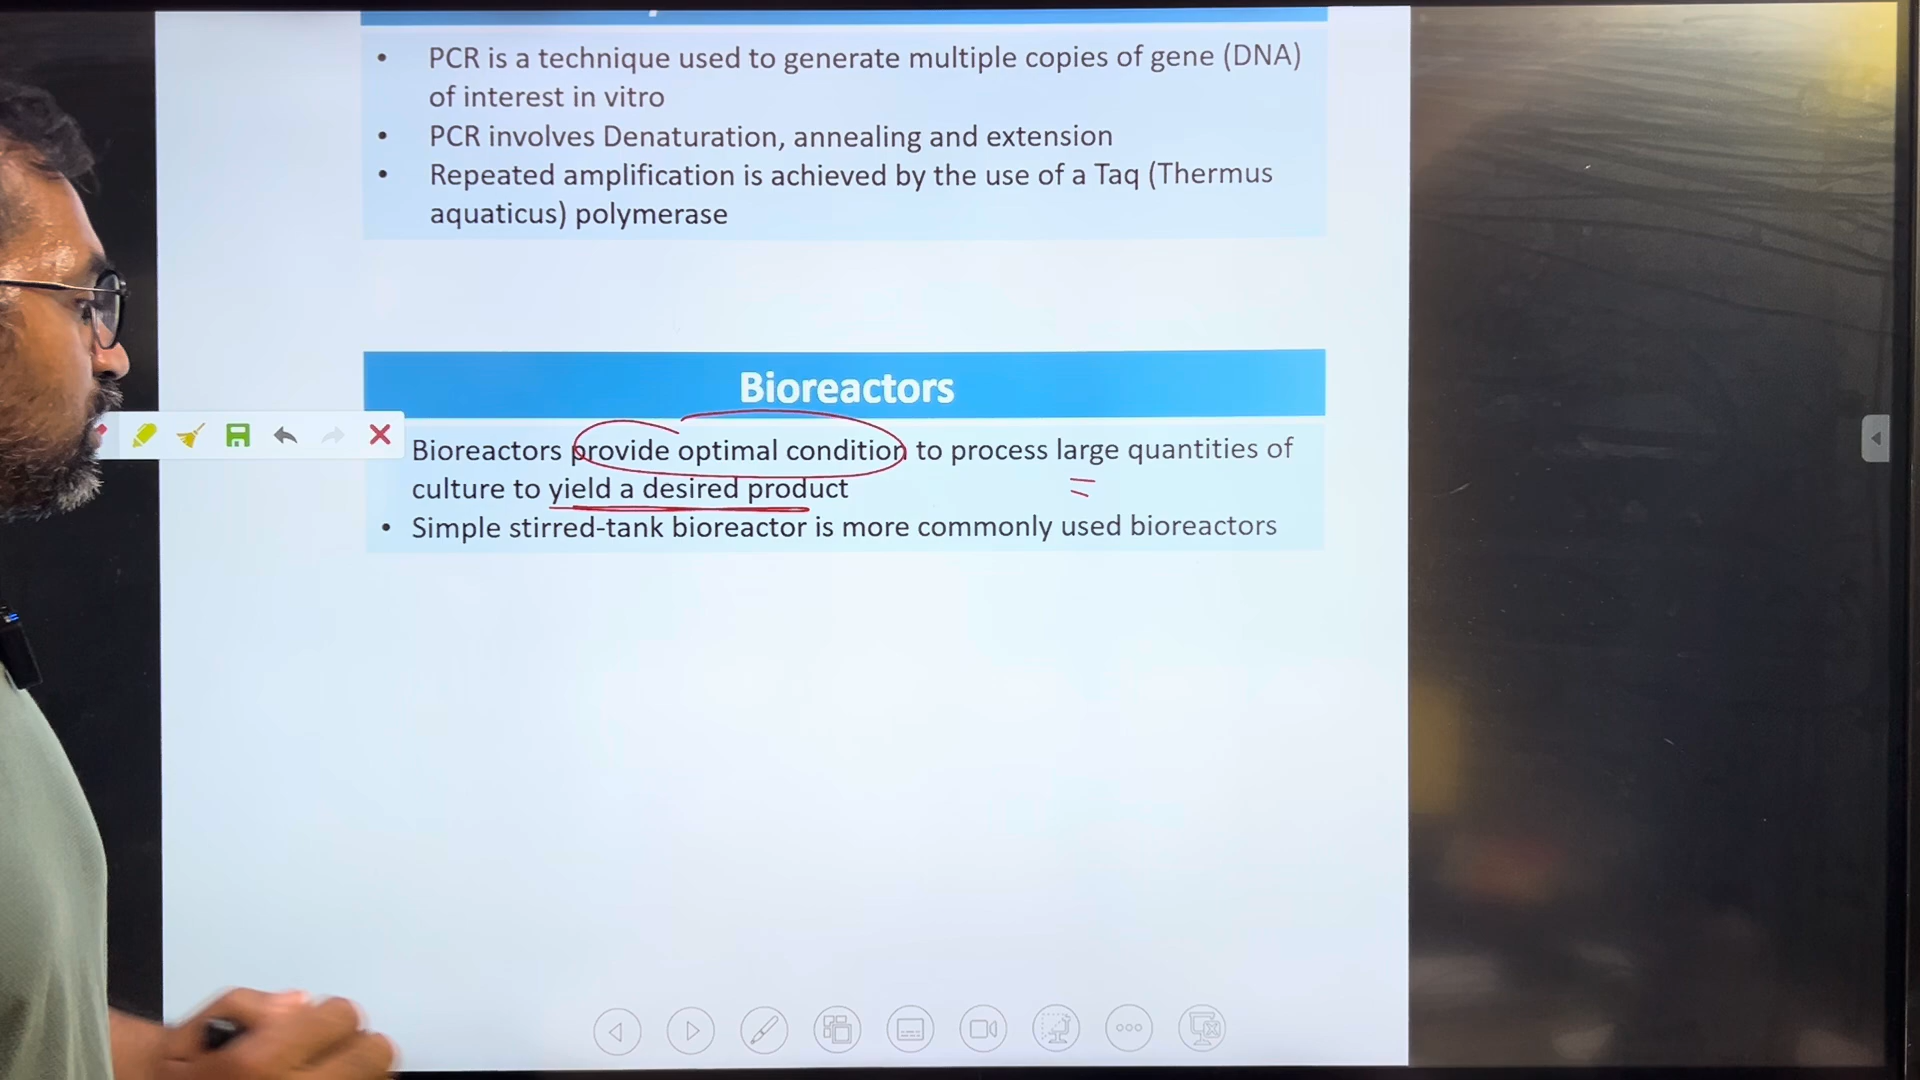 • PCR is a technique used to generate multiple copies of gene (DNA)
of interest in vitro
• PCR involves Denaturation, annealing and extension
• Repeated amplification is achieved by the use of a Taq (Thermus
aquaticus) polymerase
Bioreactors
Bioreactors provide optimal condition to process large quantities of
culture to yield a desired product
• Simple stirred-tank bioreactor is more commonly used bioreactors